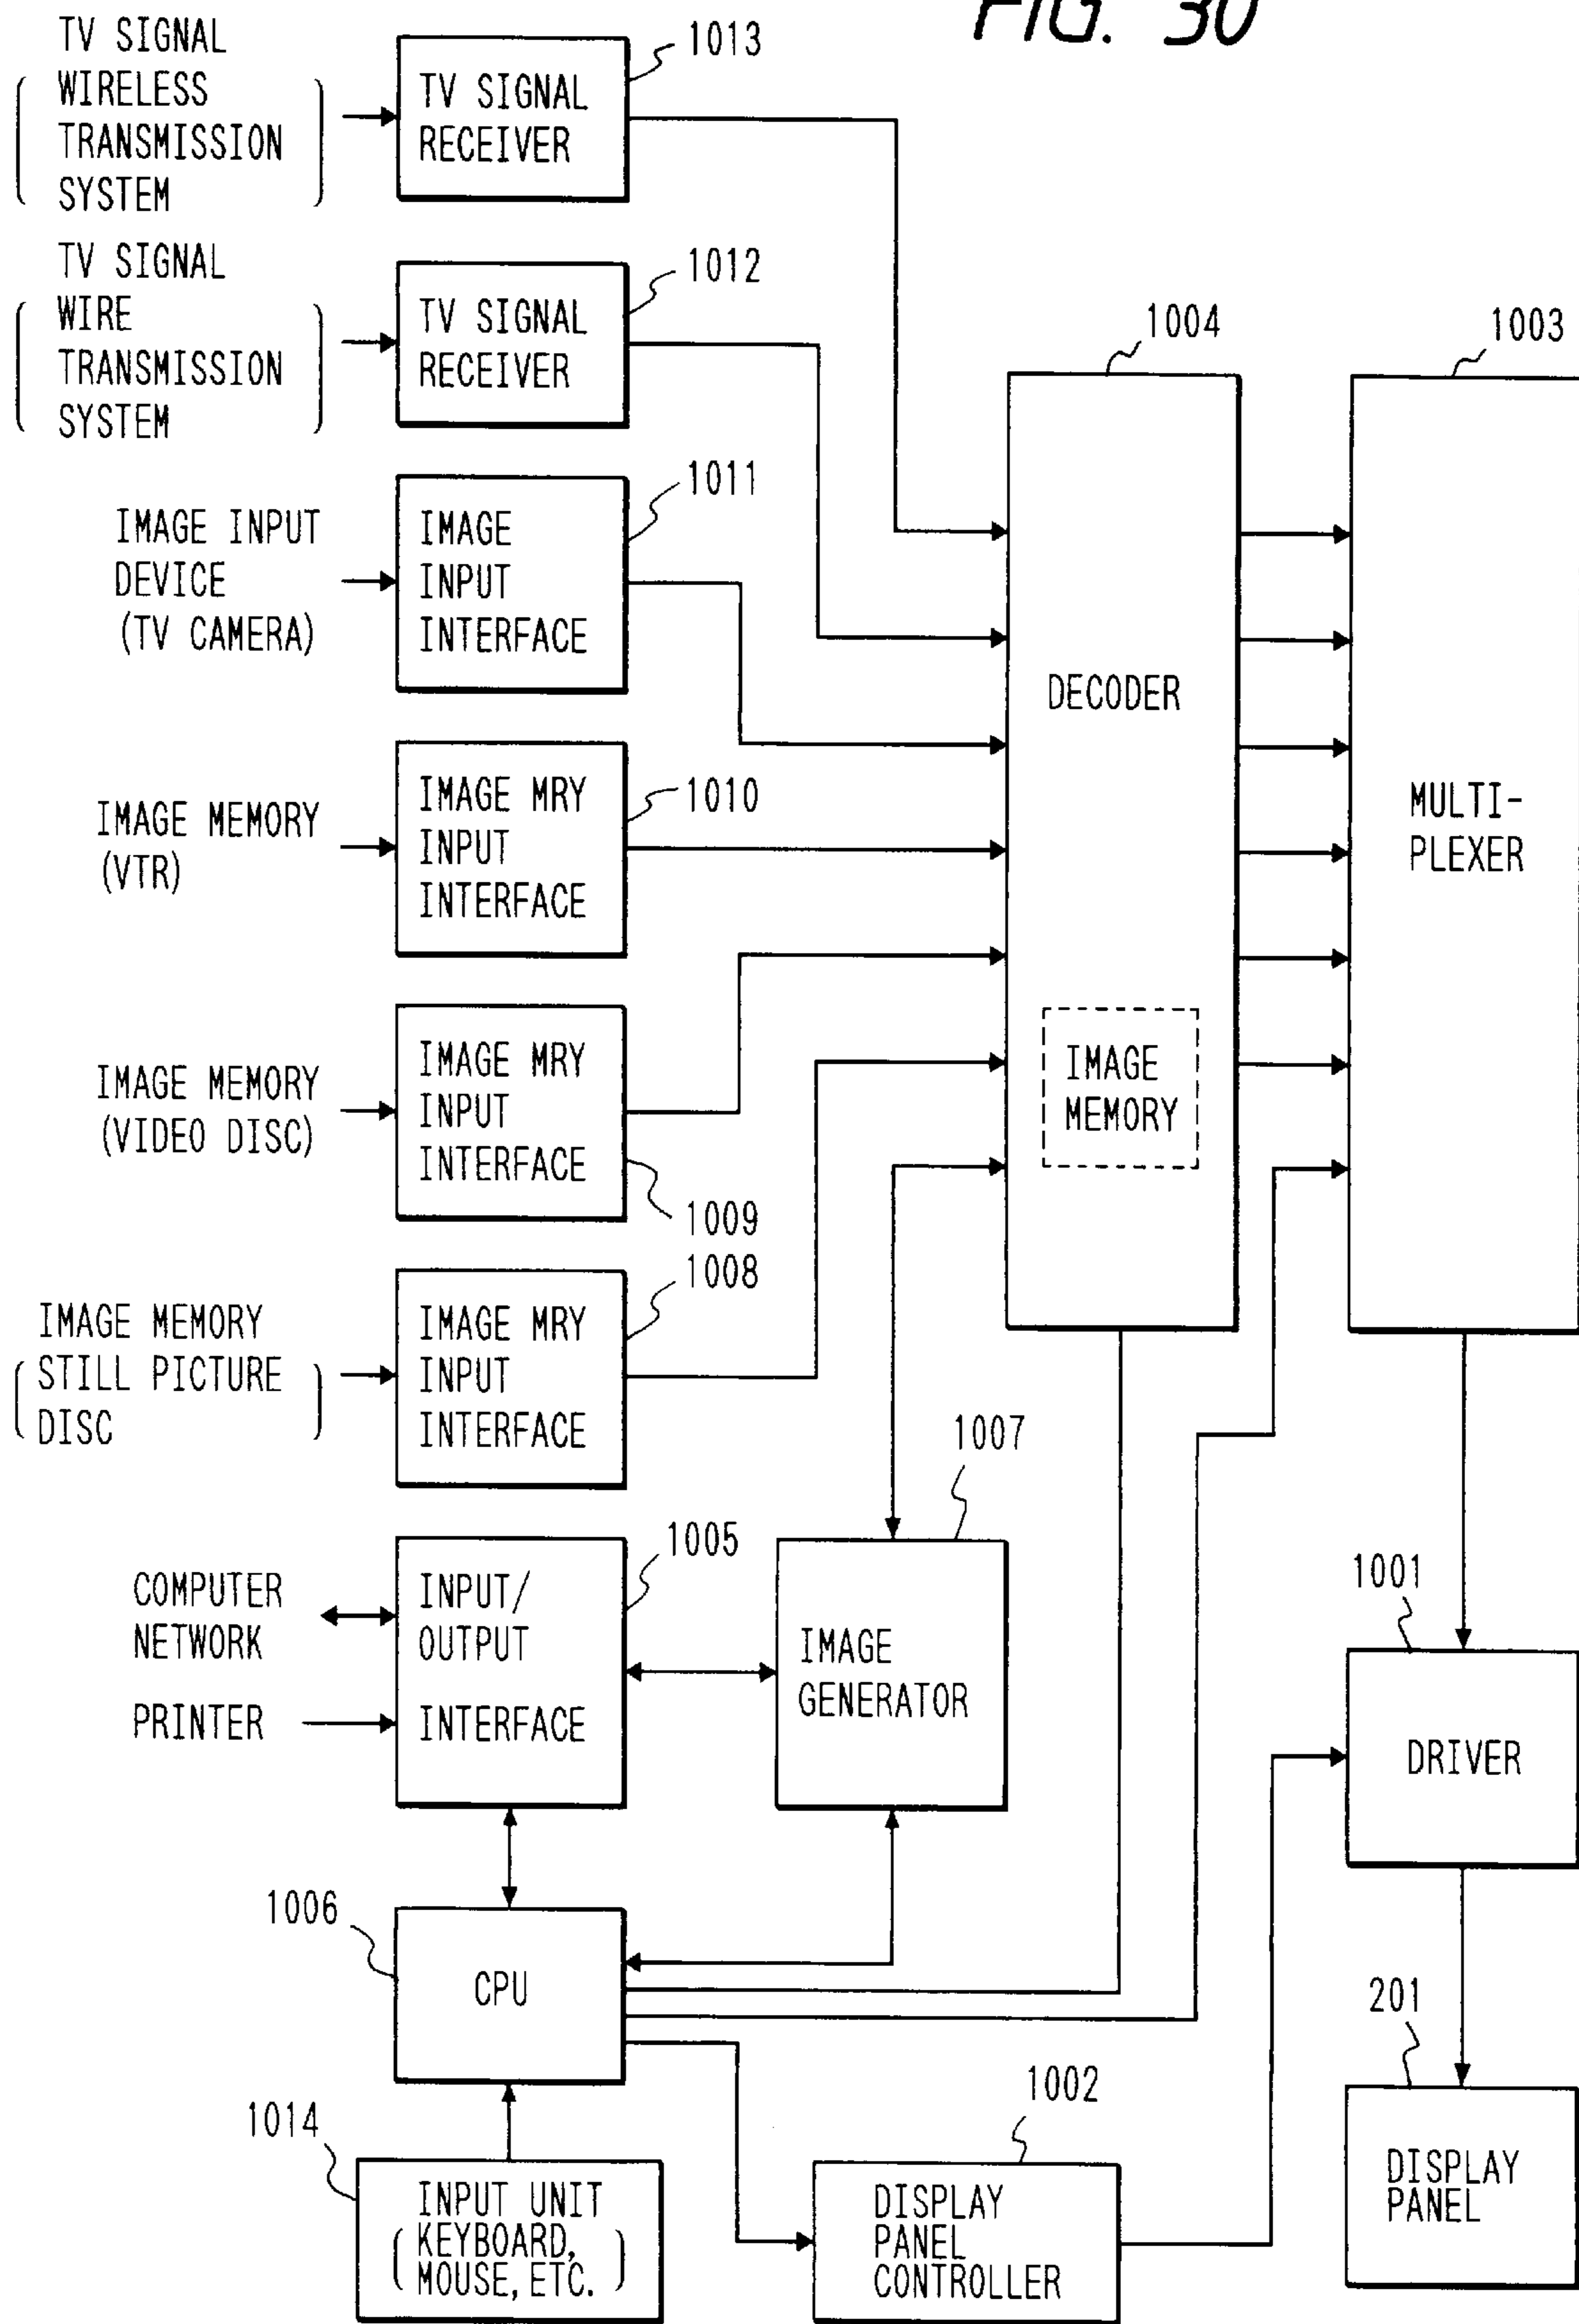 FIG. 30
TV SIGNAL
WIRELESS
TRANSMISSION
SYSTEM
TV SIGNAL
RECEIVER
1013
TV SIGNAL
WIRE
TRANSMISSION
SYSTEM
TV SIGNAL
RECEIVER
1012
IMAGE INPUT
DEVICE
(TV CAMERA)
IMAGE
INPUT
INTERFACE
1011
IMAGE MEMORY
(VTR)
IMAGE MRY
INPUT
INTERFACE
1010
IMAGE MEMORY
(VIDEO DISC)
IMAGE MRY
INPUT
INTERFACE
1009
IMAGE MEMORY
STILL PICTURE
DISC
IMAGE MRY
INPUT
INTERFACE
1008
1004
DECODER
IMAGE
MEMORY
1003
MULTI-
PLEXER
COMPUTER
NETWORK
PRINTER
INPUT/
OUTPUT
INTERFACE
1005
1007
IMAGE
GENERATOR
1001
DRIVER
1006
CPU
201
DISPLAY
PANEL
1014
INPUT UNIT
(KEYBOARD,
MOUSE, ETC.)
1002
DISPLAY
PANEL
CONTROLLER